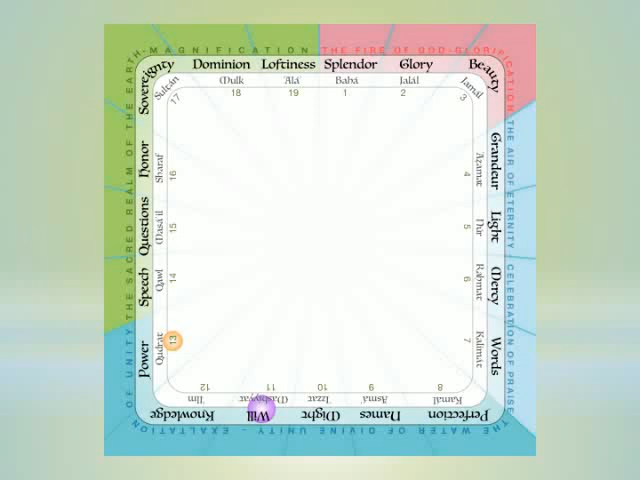 MAGNIFICATION THE FIRE OF GOD-GLORIFICATION
Dominion Loftiness Splendor Glory Beauty
Mulk 'Alá' Bahá Jalál Jamál
18 19 1 2 3
THE AIR OF ETERNITY CELEBRATION OF PRAISE
Grandeur Light Mercy Words
'Azamat Núr Rahmat Kalimát
4 5 6 7
THE WATER OF DIVINE UNITY - EXALTATION
Perfection Names Might Will Knowledge
Kamál Asmá' 'Izzat Mashíyyat 'Ilm
8 9 10 11 12
OF UNITY THE SACRED REALM OF THE EARTH-
Power Speech Questions Honor Sovereignty
Qudrat Qawl Masá'il Sharaf Sultán
13 14 15 16 17